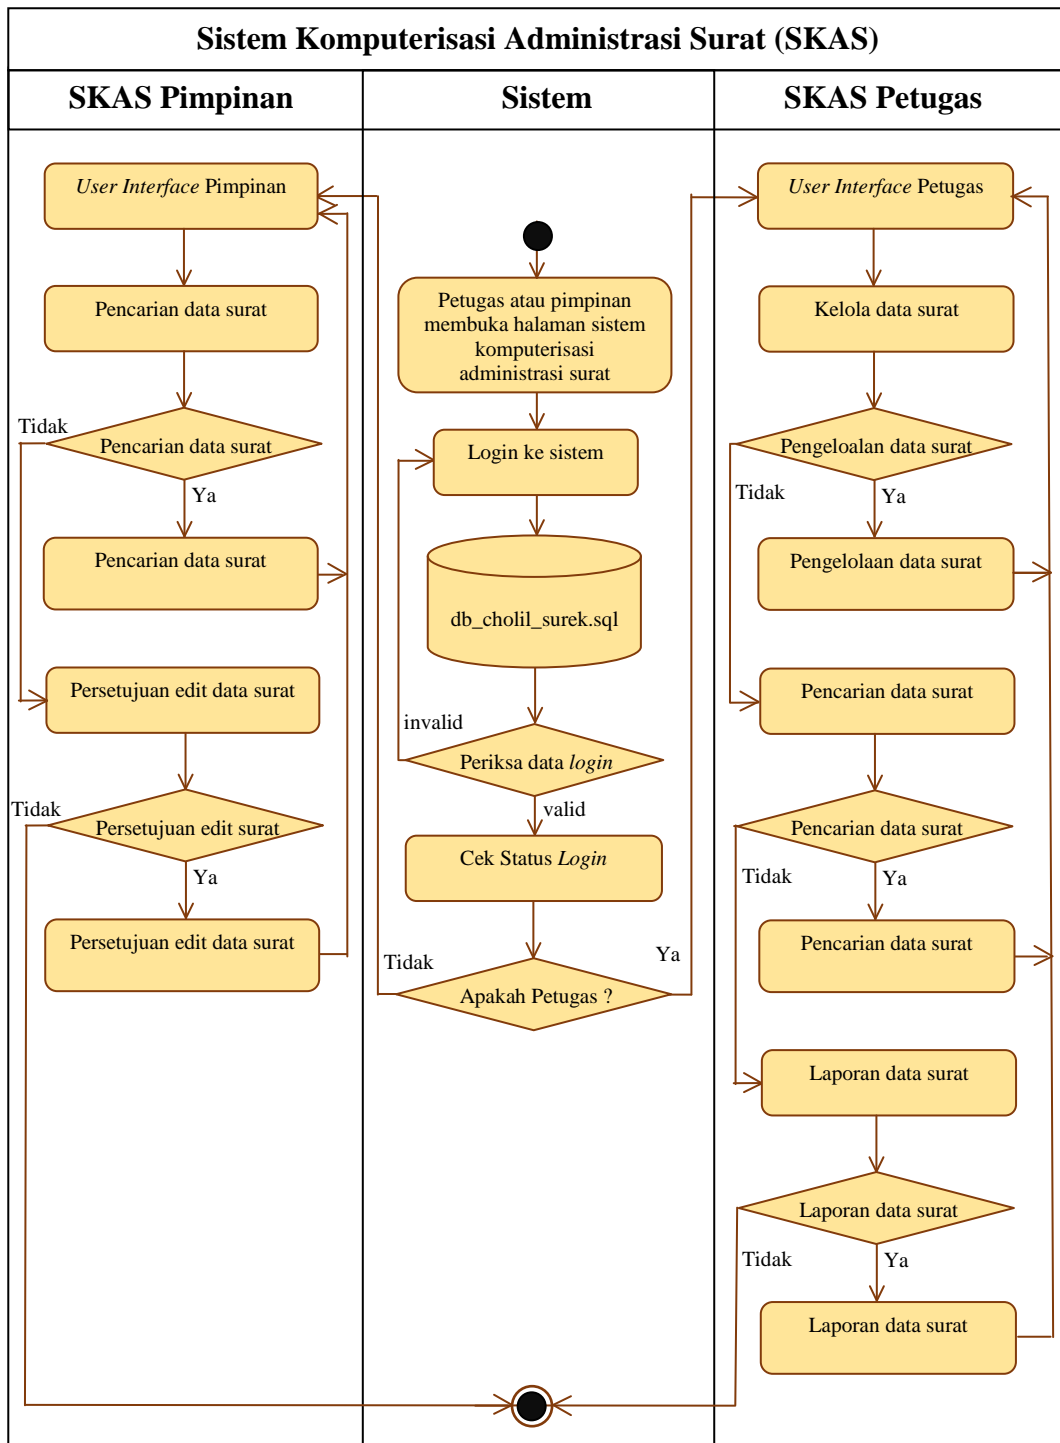 Sistem Komputerisasi Administrasi Surat (SKAS)
SKAS Pimpinan
Sistem
SKAS Petugas
User Interface Pimpinan
Pencarian data surat
Tidak
Pencarian data surat
Ya
Pencarian data surat
Persetujuan edit data surat
Tidak
Persetujuan edit surat
Ya
Persetujuan edit data surat
Petugas atau pimpinan
membuka halaman sistem
komputerisasi
administrasi surat
Login ke sistem
db_cholil_surek.sql
invalid
Periksa data login
valid
Cek Status Login
Tidak
Ya
Apakah Petugas ?
User Interface Petugas
Kelola data surat
Pengeloalan data surat
Tidak
Ya
Pengelolaan data surat
Pencarian data surat
Pencarian data surat
Tidak
Ya
Pencarian data surat
Laporan data surat
Laporan data surat
Tidak
Ya
Laporan data surat